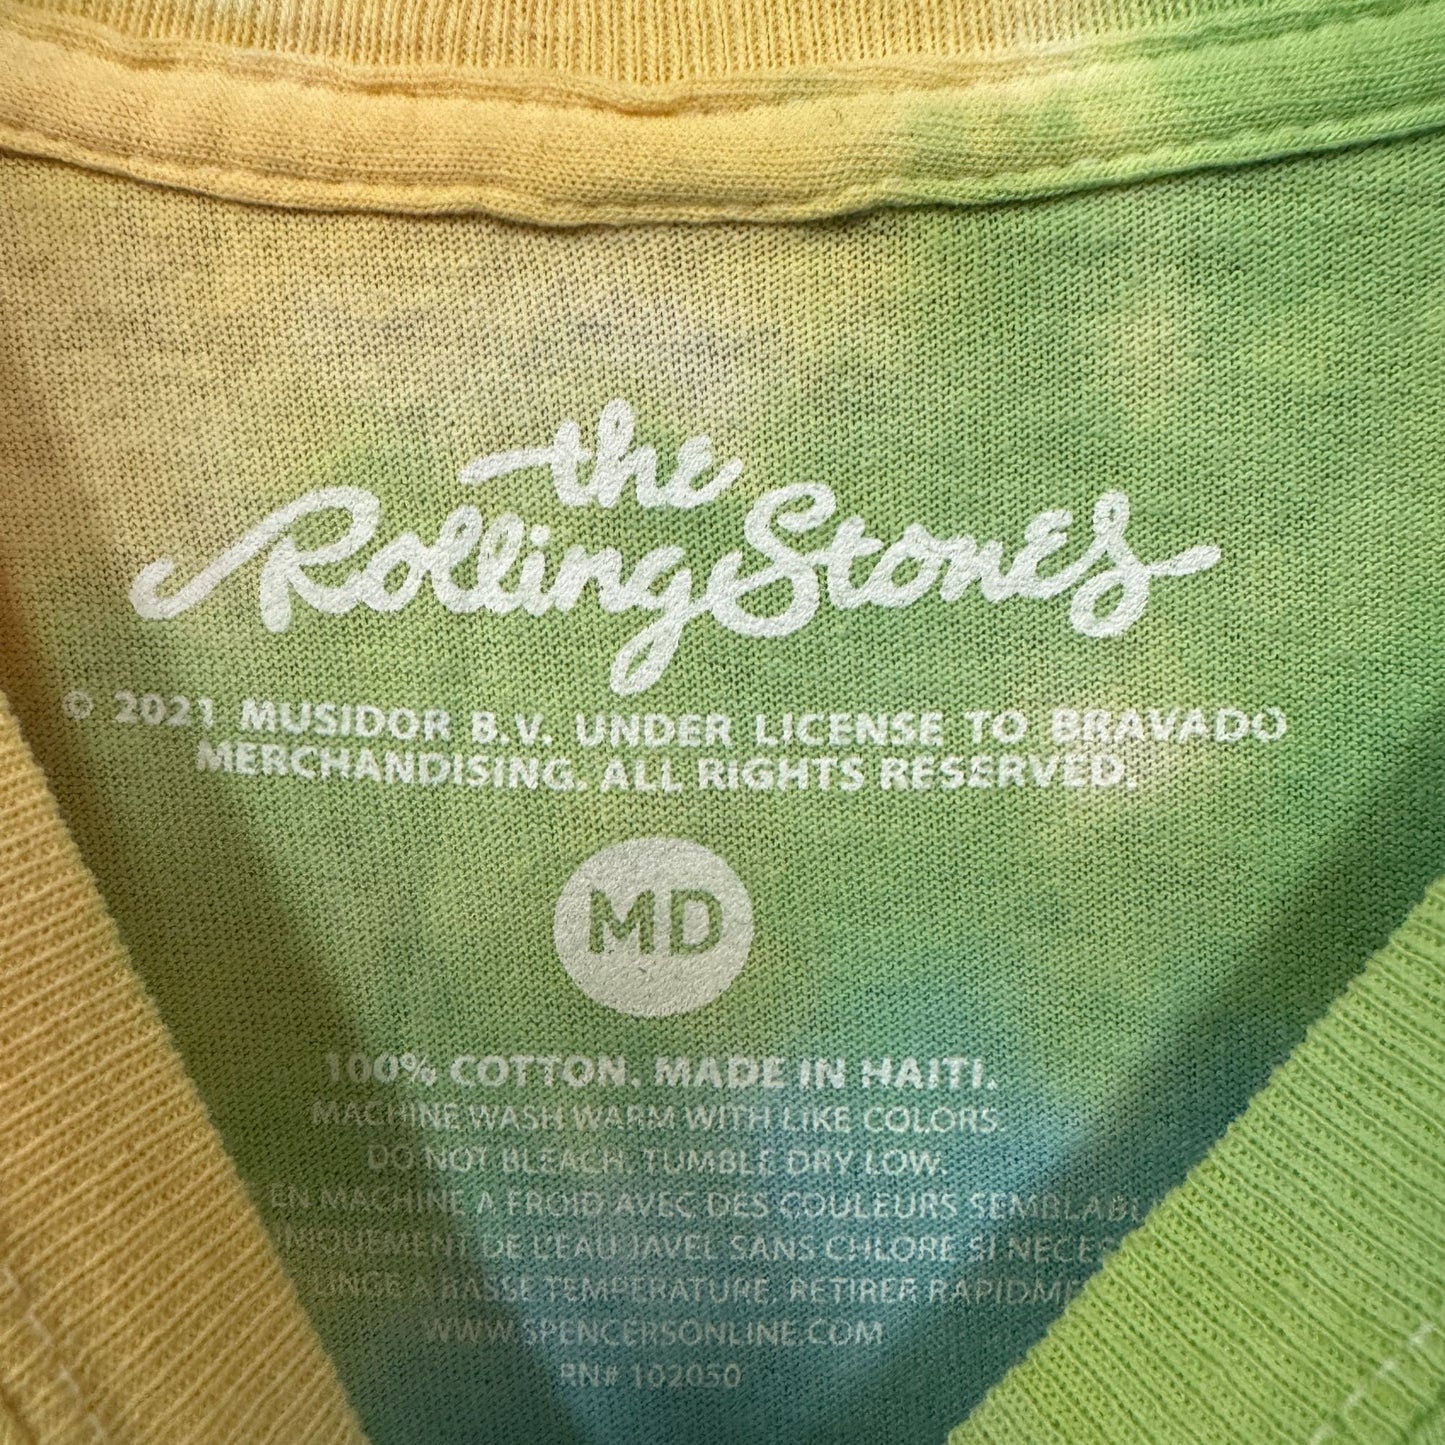 the
Rolling Stones
© 2021 MUSIDOR B.V. UNDER LICENSE TO BRAVADO
MERCHANDISING. ALL RIGHTS RESERVED.
MD
100% COTTON. MADE IN HAITI.
MACHINE WASH WARM WITH LIKE COLORS.
DO NOT BLEACH. TUMBLE DRY LOW.
EN MACHINE A FROID AVEC DES COULEURS
DE L'EAU JAVEL SANS CHLORE SI
A BASSE TEMPERATURE. RETIRER
WWW.SPENCERSONLINE.COM
RN# 102050